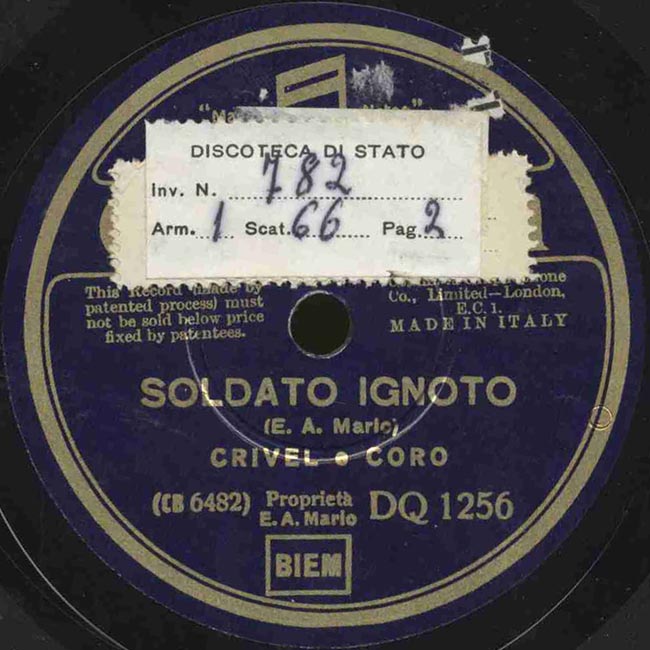 DISCOTECA DI STATO
Inv. N. 782
Arm. 1 Scat. 66 Pag. 2
This Record (made by
patented process) must
not be sold below price
fixed by patentees.
Co., Limited—London,
E.C.1.
MADE IN ITALY
SOLDATO IGNOTO
(E. A. Mario)
CRIVEL e CORO
(CB 6482) Proprietà E. A. Mario DQ 1256
BIEM